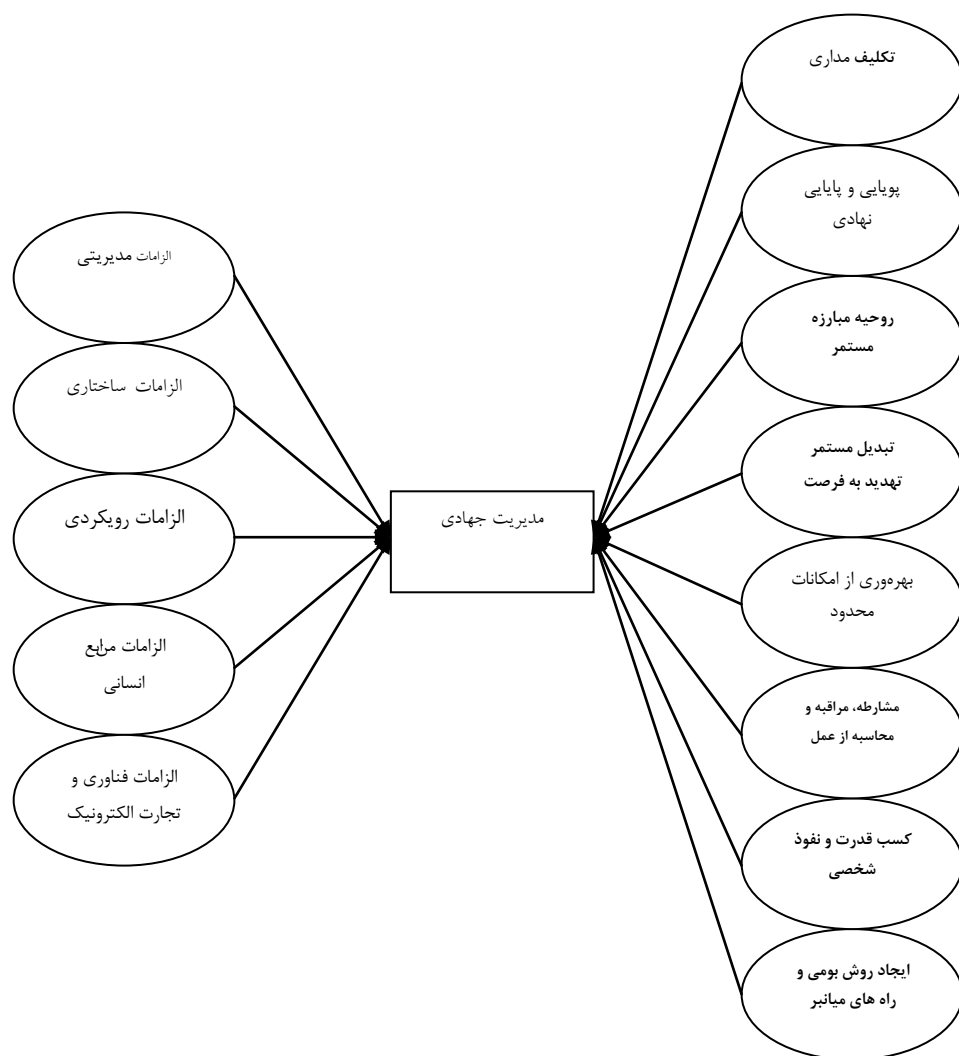 تکلیف مداری
پویایی و پایایی
نهادی
روحیه مبارزه
مستمر
تبدیل مستمر
تهدید به فرصت
بهره‌وری از امکانات
محدود
مشارطه، مراقبه و
محاسبه از عمل
کسب قدرت و نفوذ
شخصی
ایجاد روش بومی و
راه های میانبر
مدیریت جهادی
الزامات مدیریتی
الزامات ساختاری
الزامات رویکردی
الزامات
انسانی
الزامات فناوری و
تجارت الکترونیک